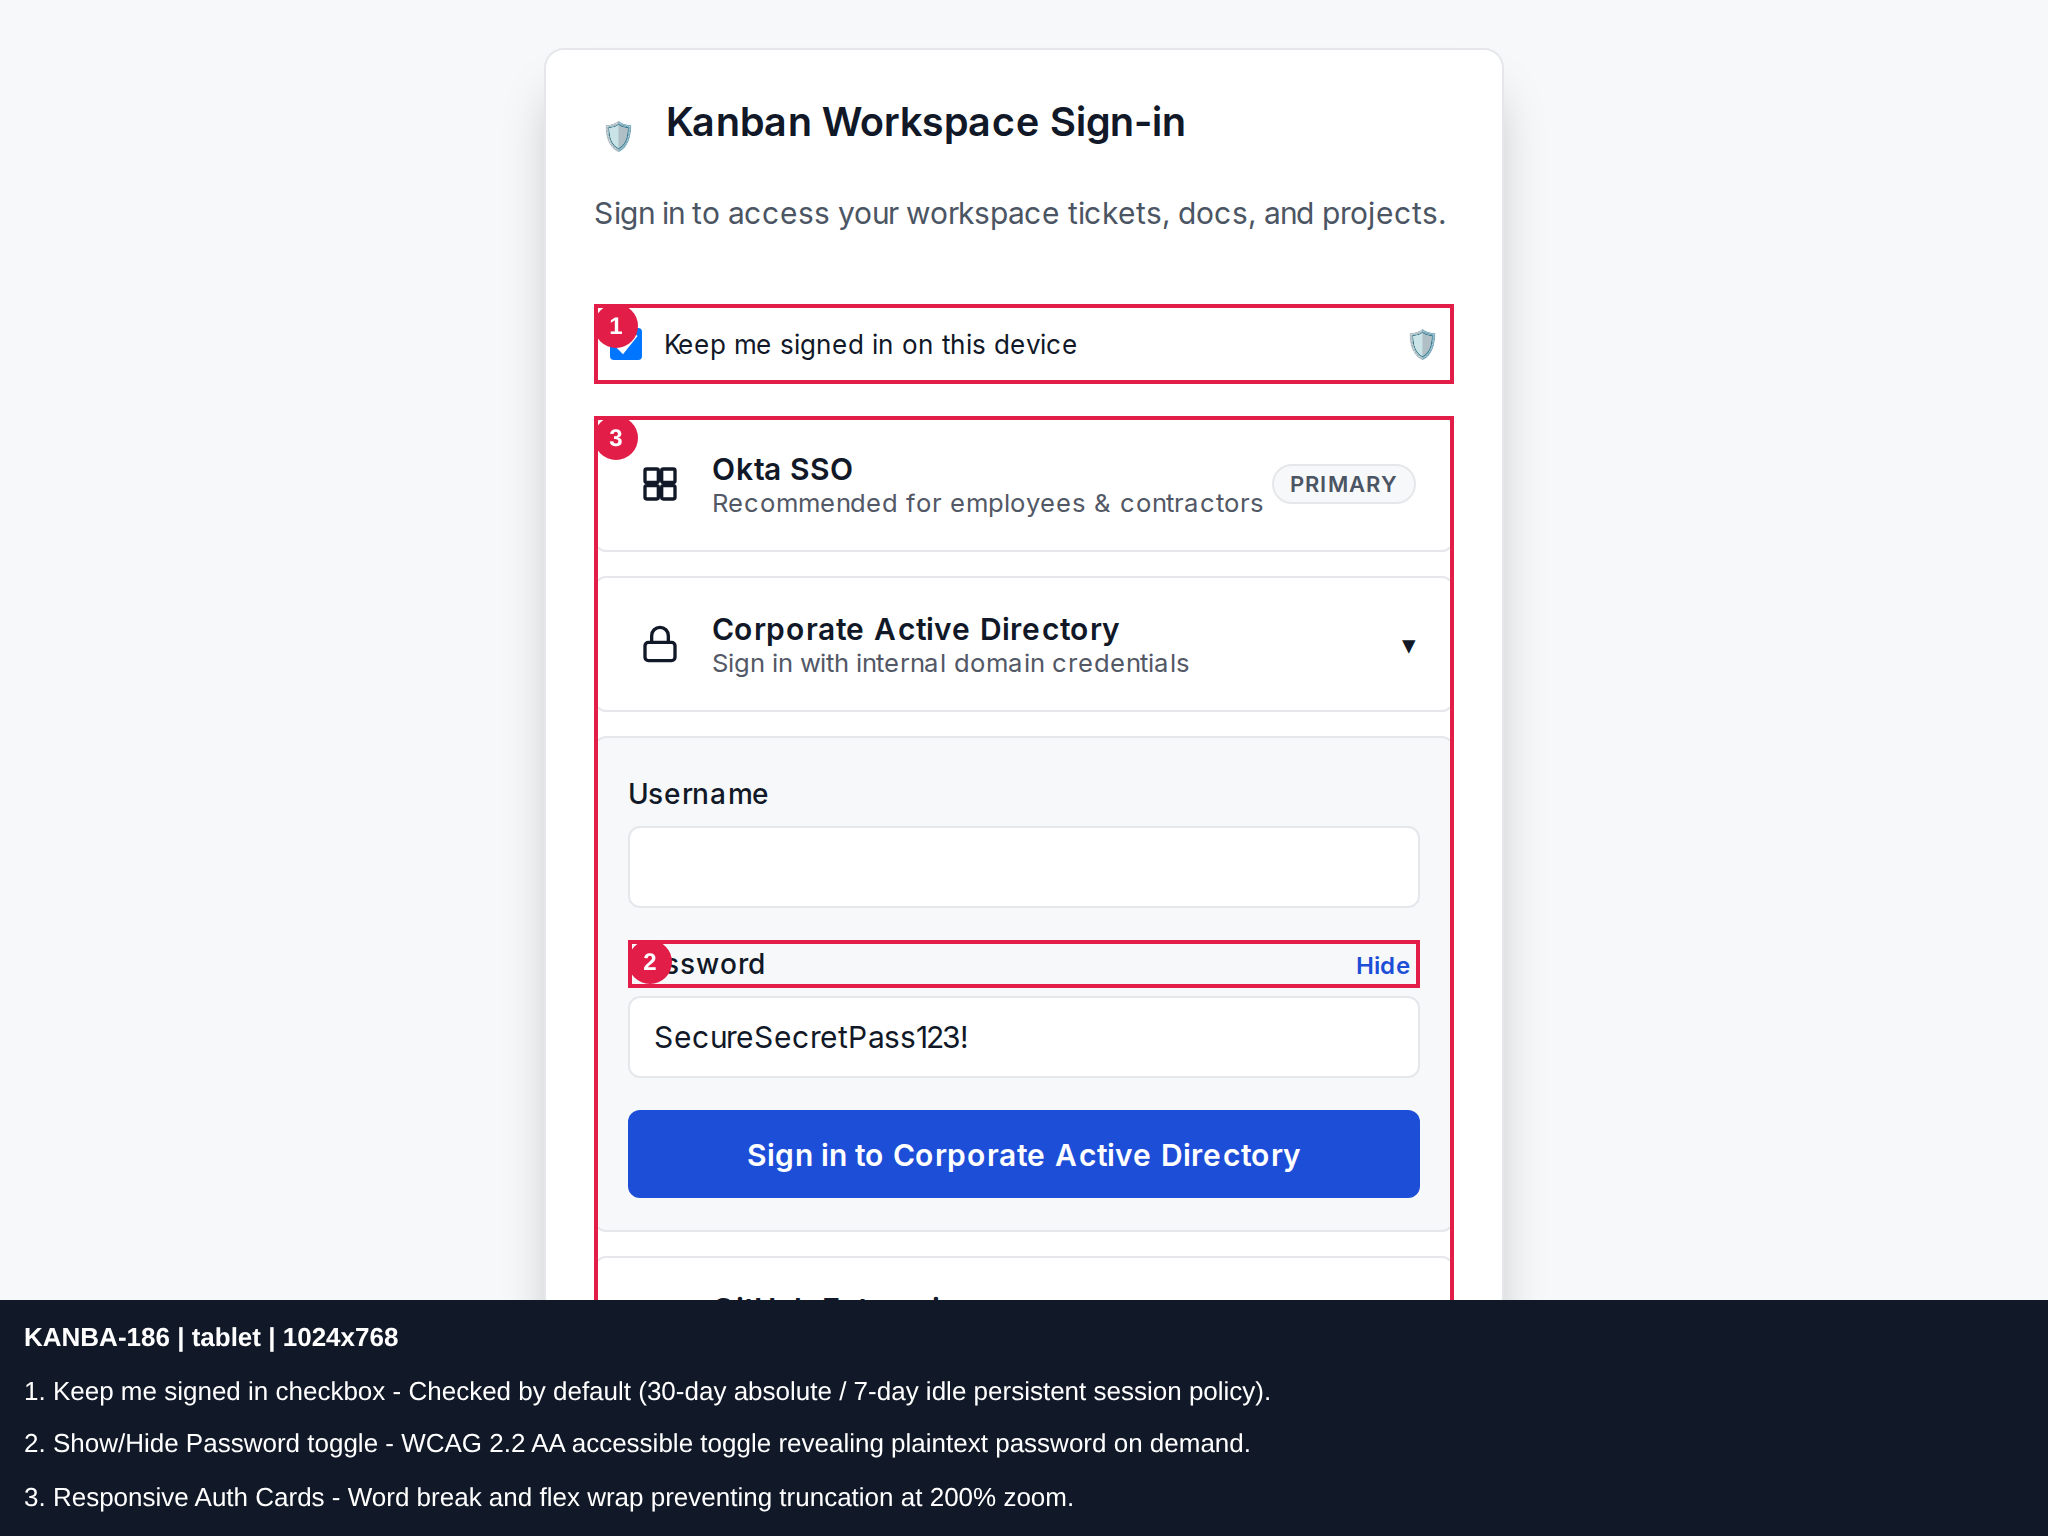 Kanban Workspace Sign-in
Sign in to access your workspace tickets, docs, and projects.
1
Keep me signed in on this device
3
Okta SSO
Recommended for employees & contractors
PRIMARY
Corporate Active Directory
Sign in with internal domain credentials
▼
Username
2
ssword
Hide
SecureSecretPass123!
Sign in to Corporate Active Directory
KANBA-186 | tablet | 1024x768
1. Keep me signed in checkbox - Checked by default (30-day absolute / 7-day idle persistent session policy).
2. Show/Hide Password toggle - WCAG 2.2 AA accessible toggle revealing plaintext password on demand.
3. Responsive Auth Cards - Word break and flex wrap preventing truncation at 200% zoom.